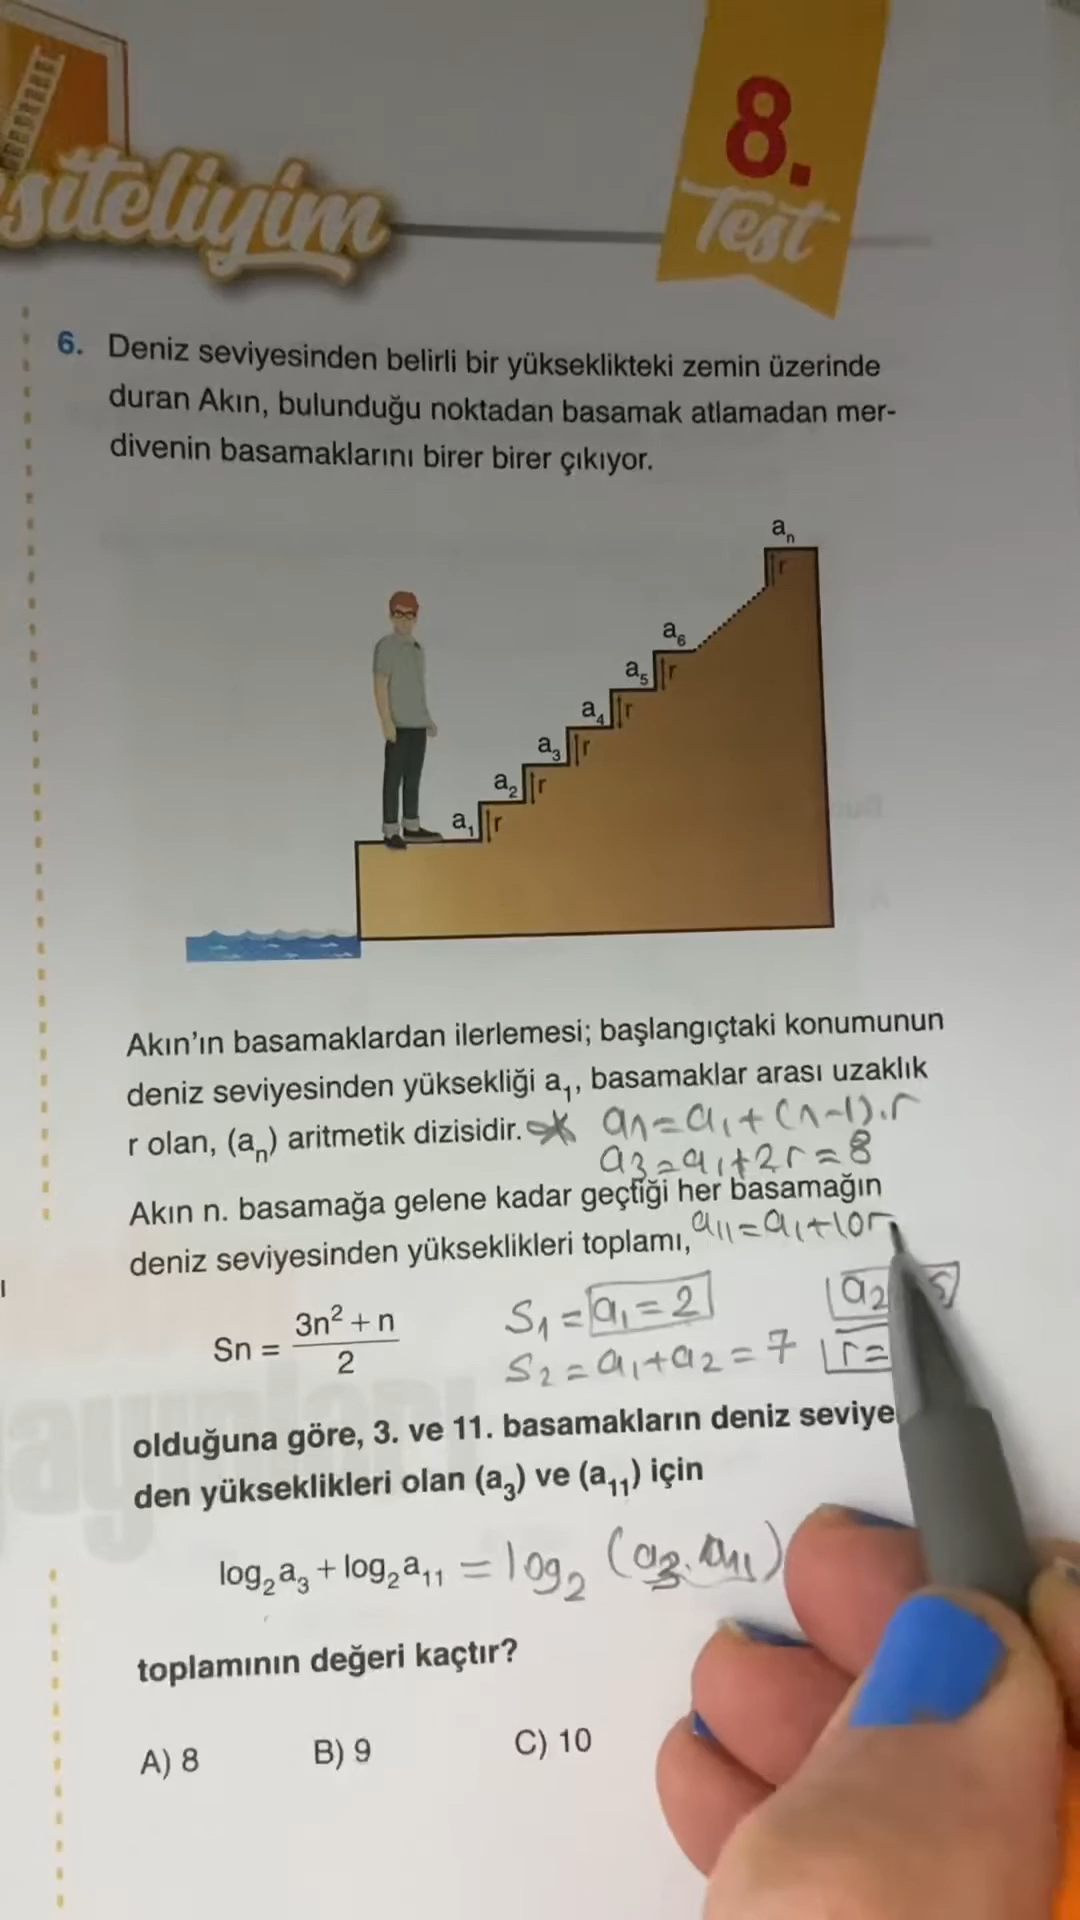 siteliyim
8.
Test
6. Deniz seviyesinden belirli bir yükseklikteki zemin üzerinde
duran Akın, bulunduğu noktadan basamak atlamadan mer-
divenin basamaklarını birer birer çıkıyor.
aₙ
r
a₆
a₅ r
a₄ r
a₃ r
a₂ r
a₁ r
Akın'ın basamaklardan ilerlemesi; başlangıçtaki konumunun
deniz seviyesinden yüksekliği a₁, basamaklar arası uzaklık
r olan, (aₙ) aritmetik dizisidir. * an=a₁+(n-1).r
a₃=a₁+2r=8
Akın n. basamağa gelene kadar geçtiği her basamağın
deniz seviyesinden yükseklikleri toplamı, a₁₁=a₁+10r
Sn = (3n² + n) / 2
S₁ = a₁ = 2
a₂
S₂ = a₁+a₂ = 7 r=
olduğuna göre, 3. ve 11. basamakların deniz seviye
den yükseklikleri olan (a₃) ve (a₁₁) için
log₂a₃ + log₂a₁₁ = log₂ (a₃.a₁₁)
toplamının değeri kaçtır?
A) 8 B) 9 C) 10